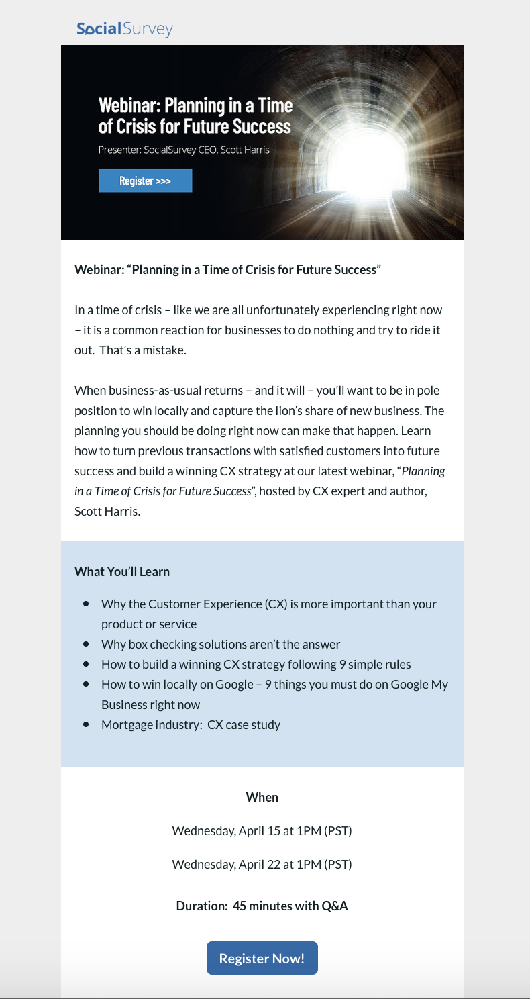 SocialSurvey
Webinar: Planning in a Time
of Crisis for Future Success
Presenter: SocialSurvey CEO, Scott Harris
Register >>>
Webinar: “Planning in a Time of Crisis for Future Success”
In a time of crisis – like we are all unfortunately experiencing right now
– it is a common reaction for businesses to do nothing and try to ride it
out.  That’s a mistake.
When business-as-usual returns – and it will – you’ll want to be in pole
position to win locally and capture the lion’s share of new business. The
planning you should be doing right now can make that happen. Learn
how to turn previous transactions with satisfied customers into future
success and build a winning CX strategy at our latest webinar, “Planning
in a Time of Crisis for Future Success”, hosted by CX expert and author,
Scott Harris.
What You’ll Learn
• Why the Customer Experience (CX) is more important than your
product or service
• Why box checking solutions aren’t the answer
• How to build a winning CX strategy following 9 simple rules
• How to win locally on Google – 9 things you must do on Google My
Business right now
• Mortgage industry:  CX case study
When
Wednesday, April 15 at 1PM (PST)
Wednesday, April 22 at 1PM (PST)
Duration:  45 minutes with Q&A
Register Now!